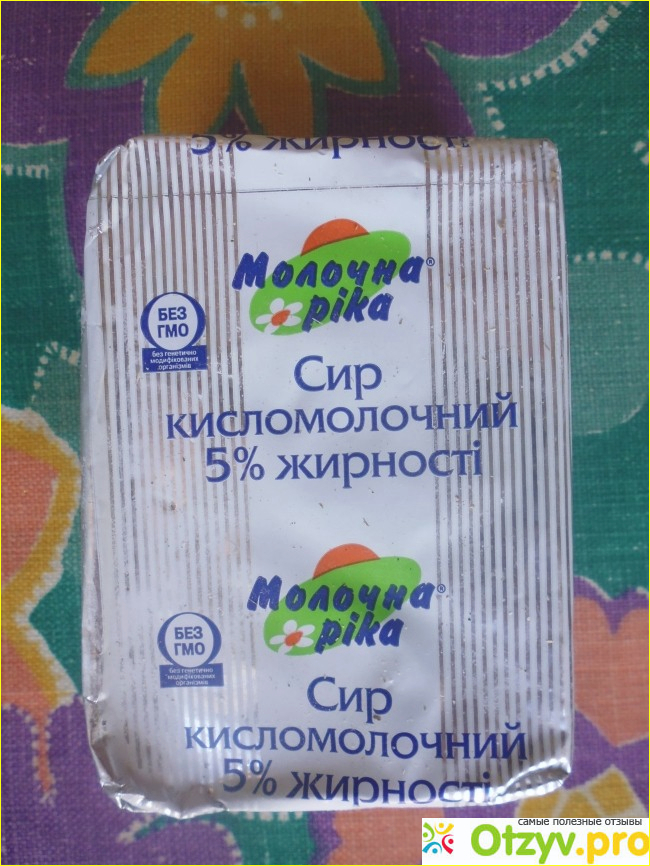 5% жирності
Молочна®
ріка
БЕЗ
ГМО
без генетично
модифікованих
організмів
Сир
кисломолочний
5% жирності
Молочна®
ріка
БЕЗ
ГМО
без генетично
модифікованих
організмів
Сир
кисломолочний
5% жирності
самые полезные отзывы
Otzyv.pro